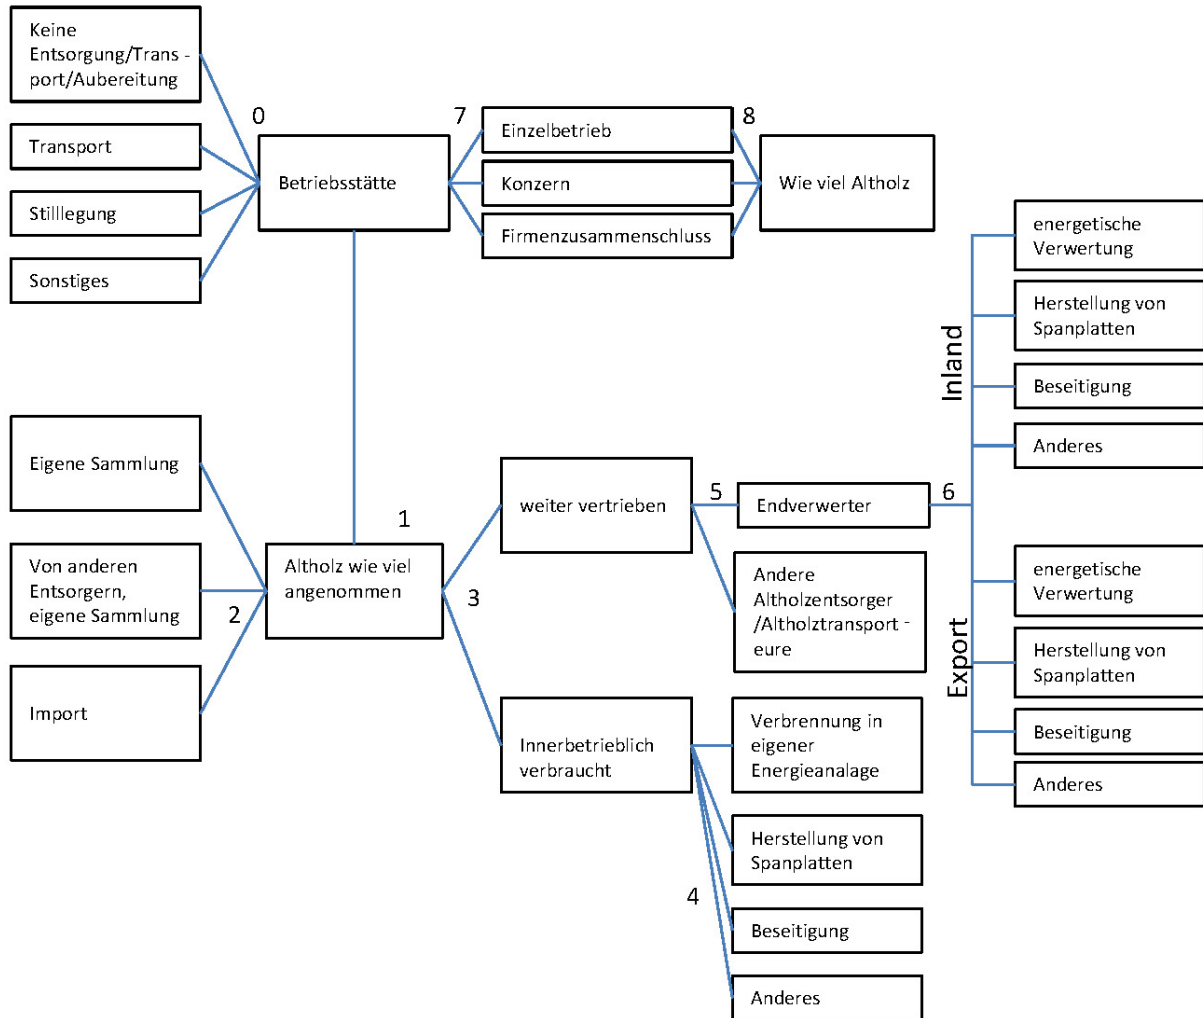 Keine
Entsorgung/Trans -
port/Aubereitung
Transport
Stilllegung
Sonstiges
0
Betriebsstätte
7
Einzelbetrieb
Konzern
Firmenzusammenschluss
8
Wie viel Altholz
Eigene Sammlung
Von anderen
Entsorgern,
eigene Sammlung
Import
2
1
Altholz wie viel
angenommen
3
weiter vertrieben
Innerbetrieblich
verbraucht
5
Endverwerter
Andere
Altholzentsorger
/Altholztransport -
eure
4
Verbrennung in
eigener
Energieanalage
Herstellung von
Spanplatten
Beseitigung
Anderes
6
Inland
energetische
Verwertung
Herstellung von
Spanplatten
Beseitigung
Anderes
Export
energetische
Verwertung
Herstellung von
Spanplatten
Beseitigung
Anderes